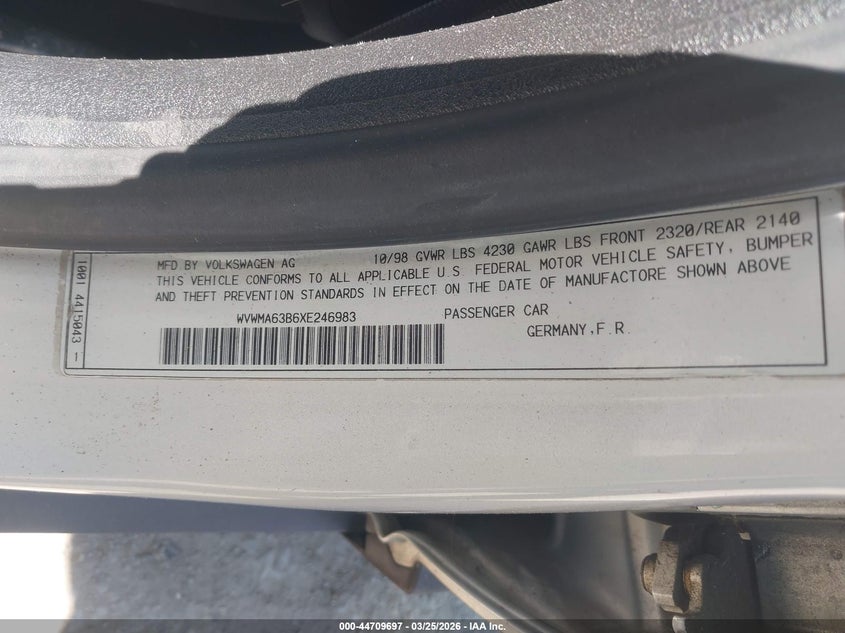 MFD BY VOLKSWAGEN AG 10/98 GVWR LBS 4230 GAWR LBS FRONT 2320/REAR 2140
THIS VEHICLE CONFORMS TO ALL APPLICABLE U.S. FEDERAL MOTOR VEHICLE SAFETY, BUMPER
AND THEFT PREVENTION STANDARDS IN EFFECT ON THE DATE OF MANUFACTORE SHOWN ABOVE
WVWMA63B6XE246983 PASSENGER CAR
GERMANY,F.R.
1001 4415043 1
000-44709697 | 03/25/2026 | IAA Inc.